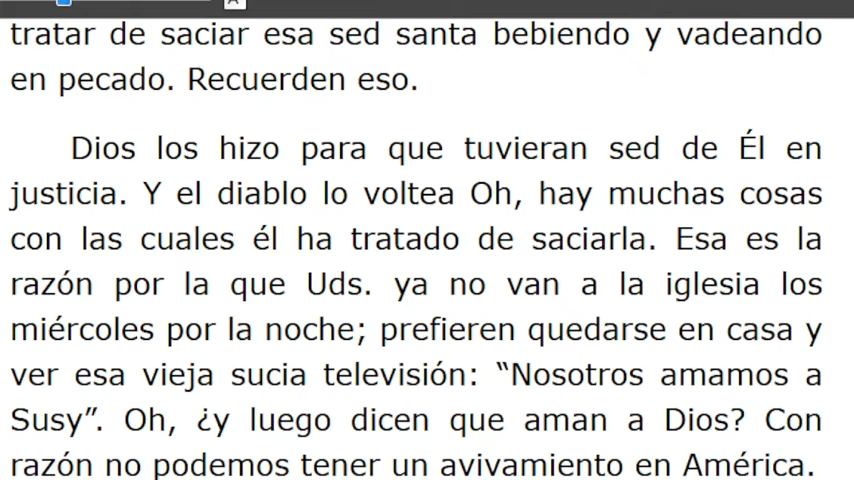 tratar de saciar esa sed santa bebiendo y vadeando
en pecado. Recuerden eso.
Dios los hizo para que tuvieran sed de Él en
justicia. Y el diablo lo voltea Oh, hay muchas cosas
con las cuales él ha tratado de saciarla. Esa es la
razón por la que Uds. ya no van a la iglesia los
miércoles por la noche; prefieren quedarse en casa y
ver esa vieja sucia televisión: “Nosotros amamos a
Susy”. Oh, ¿y luego dicen que aman a Dios? Con
razón no podemos tener un avivamiento en América.